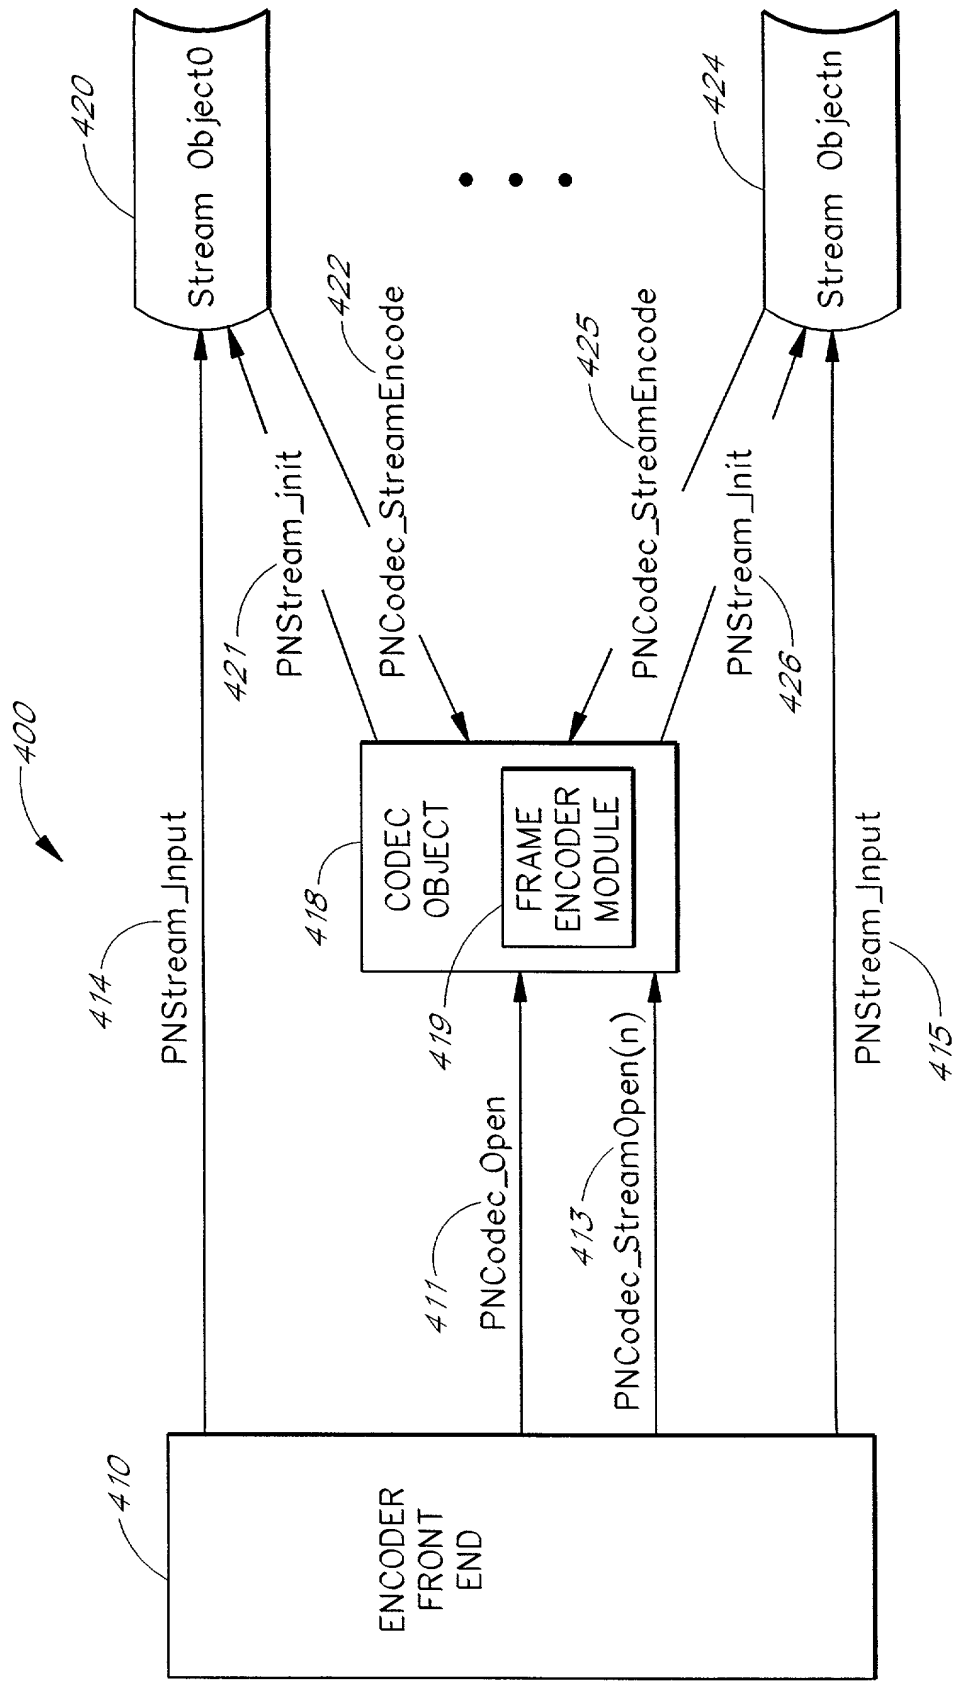 400
410
ENCODER
FRONT
END
414
PNStream_Input
411
PNCodec_Open
413
PNCodec_StreamOpen(n)
PNStream_Input
415
418
CODEC
OBJECT
419
FRAME
ENCODER
MODULE
421
PNStream_init
422
PNCodec_StreamEncode
425
PNCodec_StreamEncode
PNStream_Init
426
420
Stream Object0
424
Stream Objectn